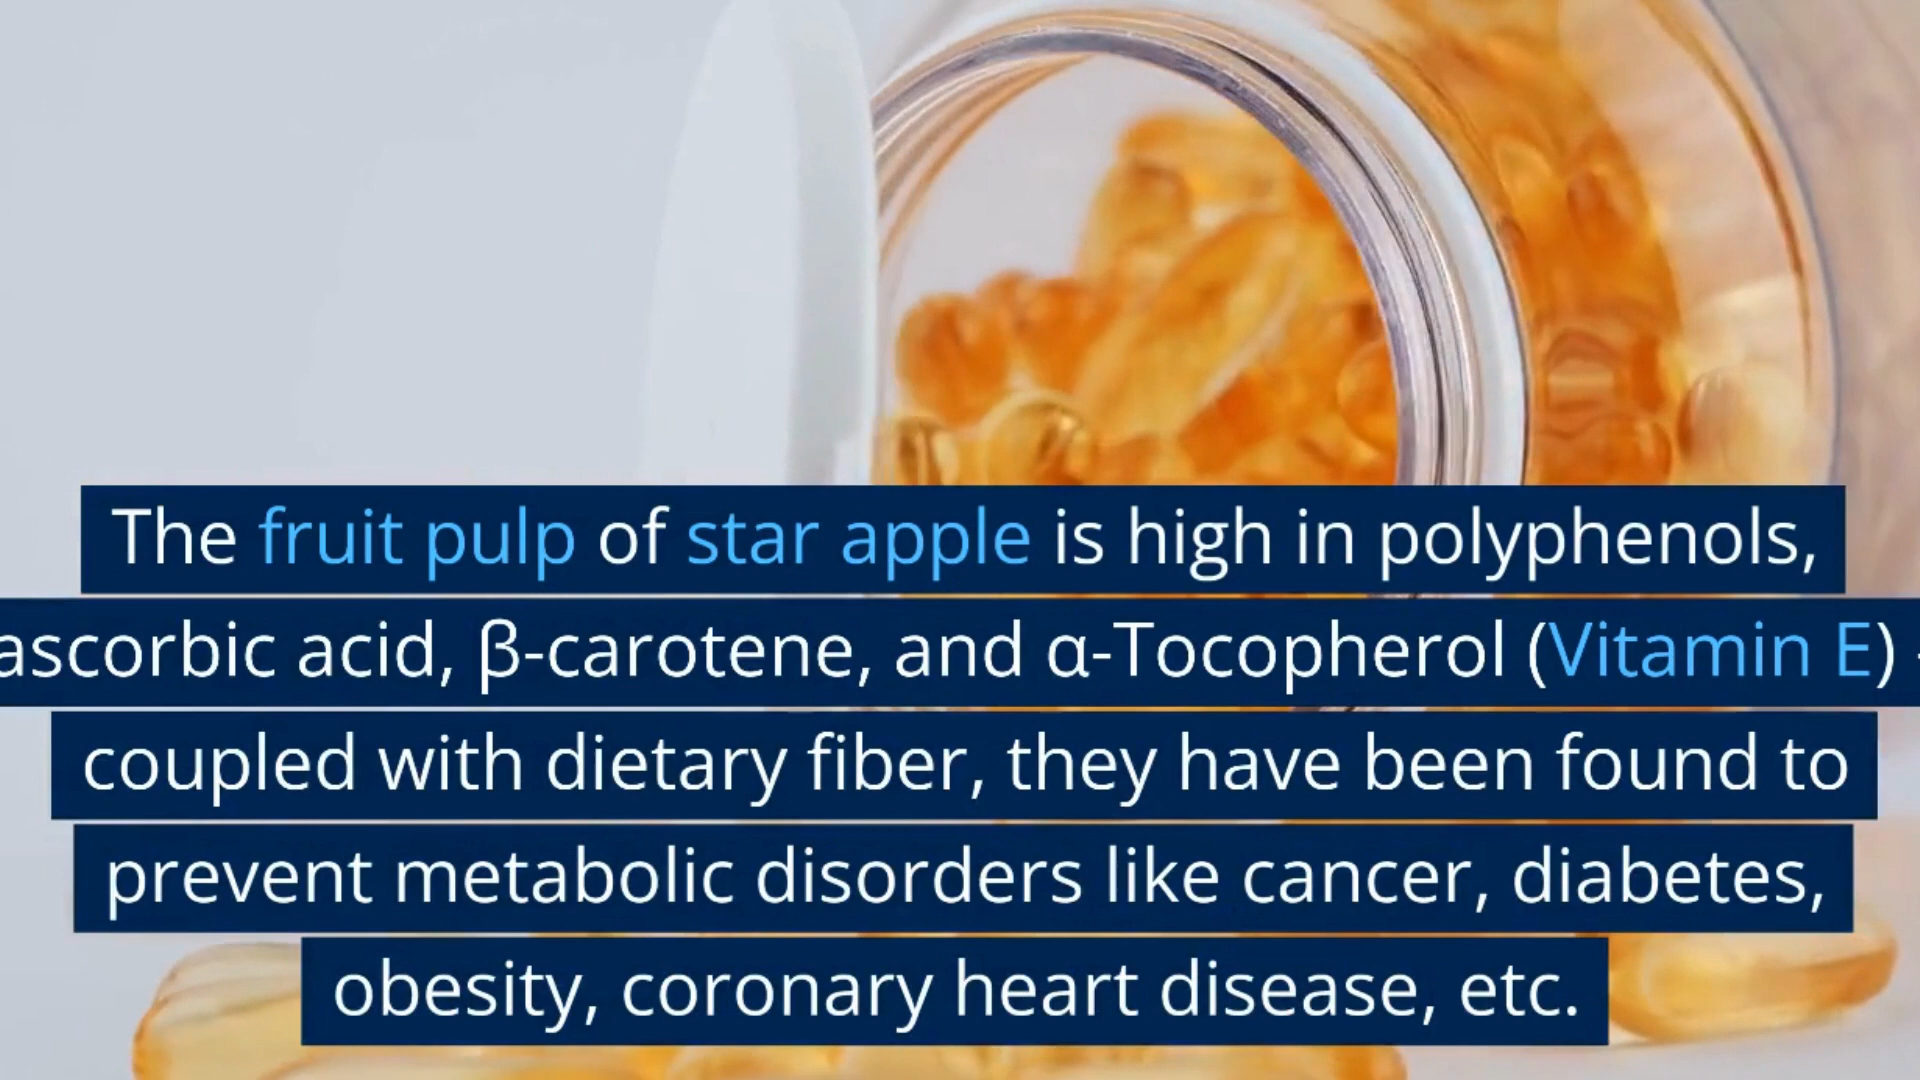 The fruit pulp of star apple is high in polyphenols,
ascorbic acid, β-carotene, and α-Tocopherol (Vitamin E) -
coupled with dietary fiber, they have been found to
prevent metabolic disorders like cancer, diabetes,
obesity, coronary heart disease, etc.